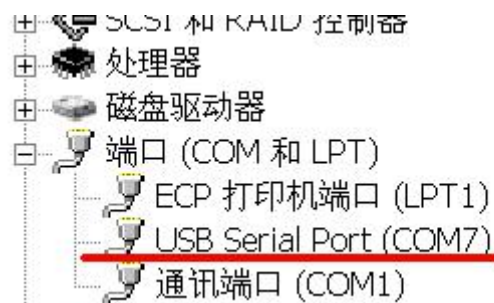 SCSI 和 RAID 控制器
处理器
磁盘驱动器
端口 (COM 和 LPT)
ECP 打印机端口 (LPT1)
USB Serial Port (COM7)
通讯端口 (COM1)